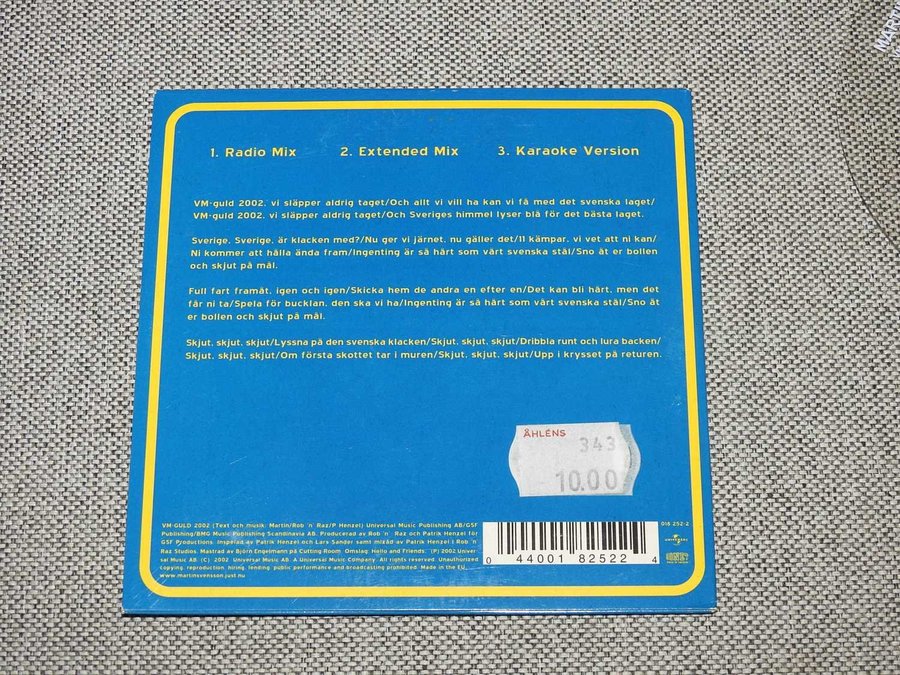 1. Radio Mix 2. Extended Mix 3. Karaoke Version
VM-guld 2002, vi släpper aldrig taget/Och allt vi vill ha kan vi få med det svenska laget/
VM-guld 2002, vi släpper aldrig taget/Och Sveriges himmel lyser blå för det bästa laget.
Sverige, Sverige, är klacken med?/Nu ger vi järnet, nu gäller det/11 kämpar, vi vet att ni kan/
Ni kommer att hålla ända fram/Ingenting är så hårt som vårt svenska stål/Sno åt er bollen
och skjut på mål.
Full fart framåt, igen och igen/Skicka hem de andra en efter en/Det kan bli hårt, men det
får ni ta/Spela för bucklan, den ska vi ha/Ingenting är så hårt som vårt svenska stål/Sno åt
er bollen och skjut på mål.
Skjut, skjut, skjut/Lyssna på den svenska klacken/Skjut, skjut, skjut/Dribbla runt och lura backen/
Skjut, skjut, skjut/Om första skottet tar i muren/Skjut, skjut, skjut/Upp i krysset på returen.
ÅHLÉNS
343
10.00
VM-GULD 2002 (Text och musik: Martin/Rob 'n' Raz/P Henzel) Universal Music Publishing AB/GSF
Publishing/BMG Music Publishing Scandinavia AB. Producerad av Rob 'n' Raz och Patrik Henzel för
GSF Productions. Inspelad av Patrik Henzel och Lars Sander samt mixad av Patrik Henzel i Rob 'n'
Raz Studios. Mastrad av Björn Engelmann på Cutting Room. Omslag: Hello and Friends. (P) 2002 Univer-
sal Music AB (C) 2002 Universal Music AB. A Universal Music Company. All rights reserved. Unauthorized
copying, reproduction, hiring, lending, public performance and broadcasting prohibited. Made in the EU.
www.martinsvensson.just.nu
0 44001 82522 4
016 252-2
UNIVERSAL